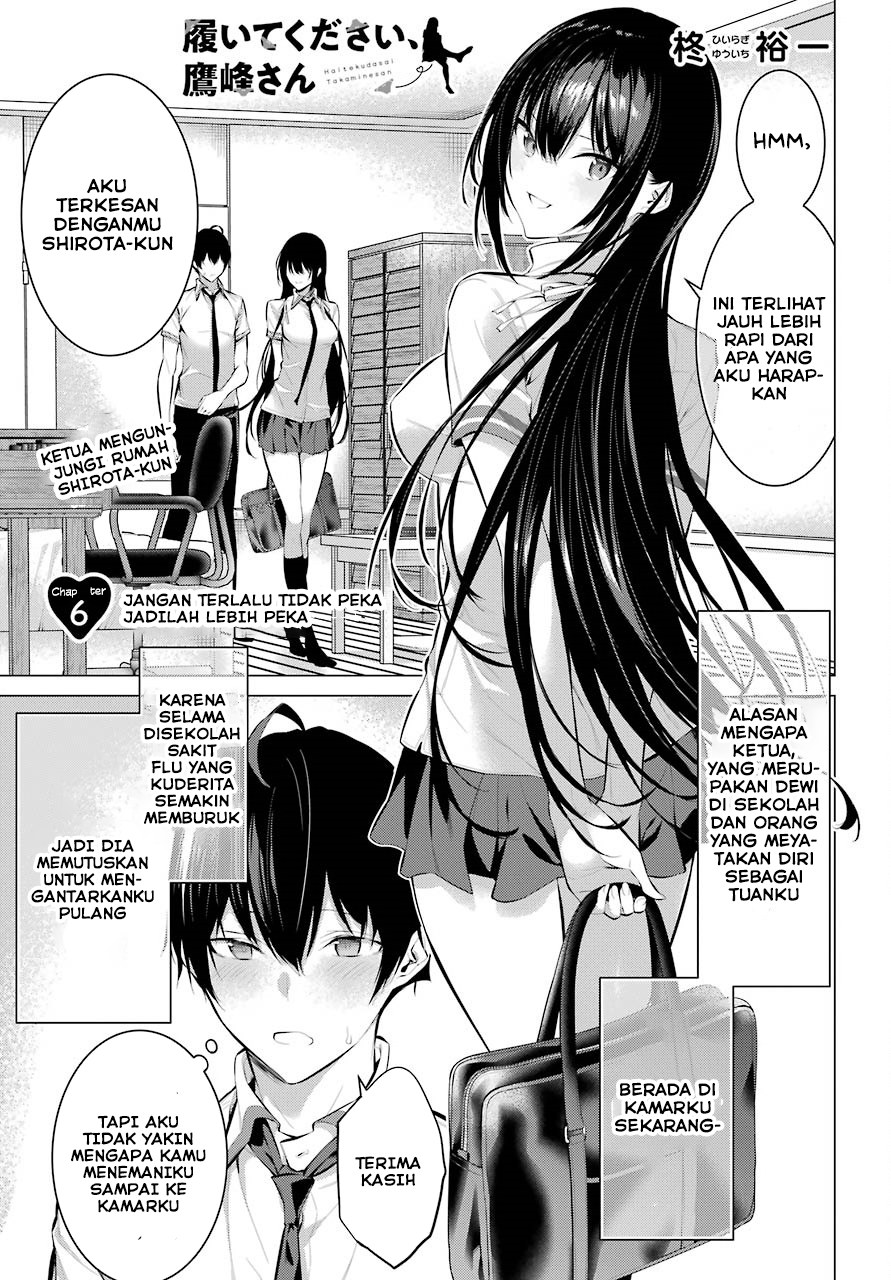 履いてください、
鷹峰さん
Haitekudasai
Takaminesan
柊 裕一
ひいらぎ
ゆういち
HMM,
INI TERLIHAT
JAUH LEBIH
RAPI DARI
APA YANG
AKU HARAP-
KAN
AKU
TERKESAN
DENGANMU
SHIROTA-KUN
KETUA MENGUN-
JUNGI RUMAH
SHIROTA-KUN
Chap ter
6
JANGAN TERLALU TIDAK PEKA
JADILAH LEBIH PEKA
ALASAN
MENGAPA
KETUA,
YANG MERU-
PAKAN DEWI
DI SEKOLAH
DAN ORANG
YANG MEYA-
TAKAN DIRI
SEBAGAI
TUANKU
BERADA DI
KAMARKU
SEKARANG-
KARENA
SELAMA
DISEKOLAH
SAKIT
FLU YANG
KUDERITA
SEMAKIN
MEMBURUK
JADI DIA
MEMUTUSKAN
UNTUK MEN-
GANTARKANKU
PULANG
TERIMA
KASIH
TAPI AKU
TIDAK YAKIN
MENGAPA KAMU
MENEMANIKU
SAMPAI KE
KAMARKU